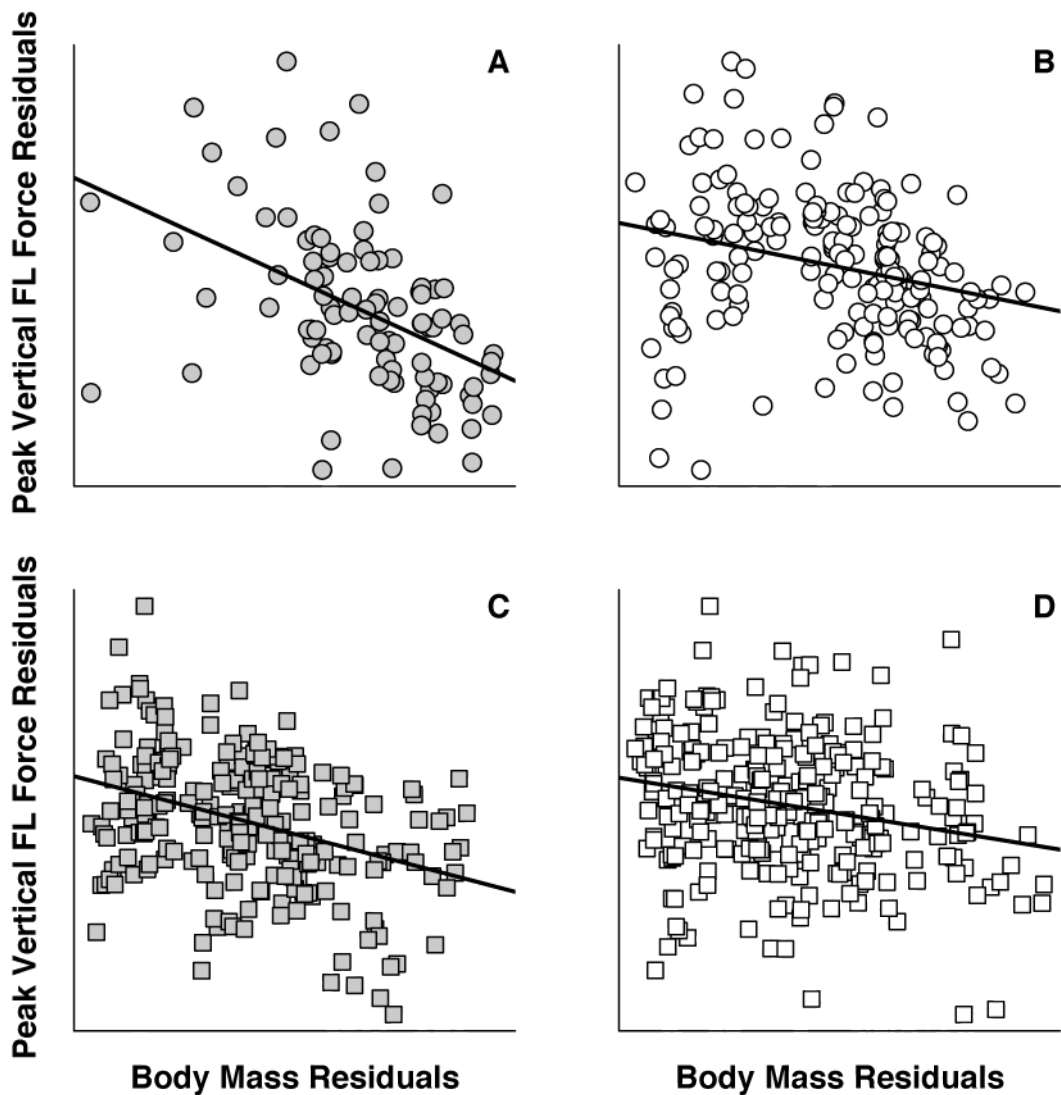 Peak Vertical FL Force Residuals
A
B
Peak Vertical FL Force Residuals
C
D
Body Mass Residuals
Body Mass Residuals